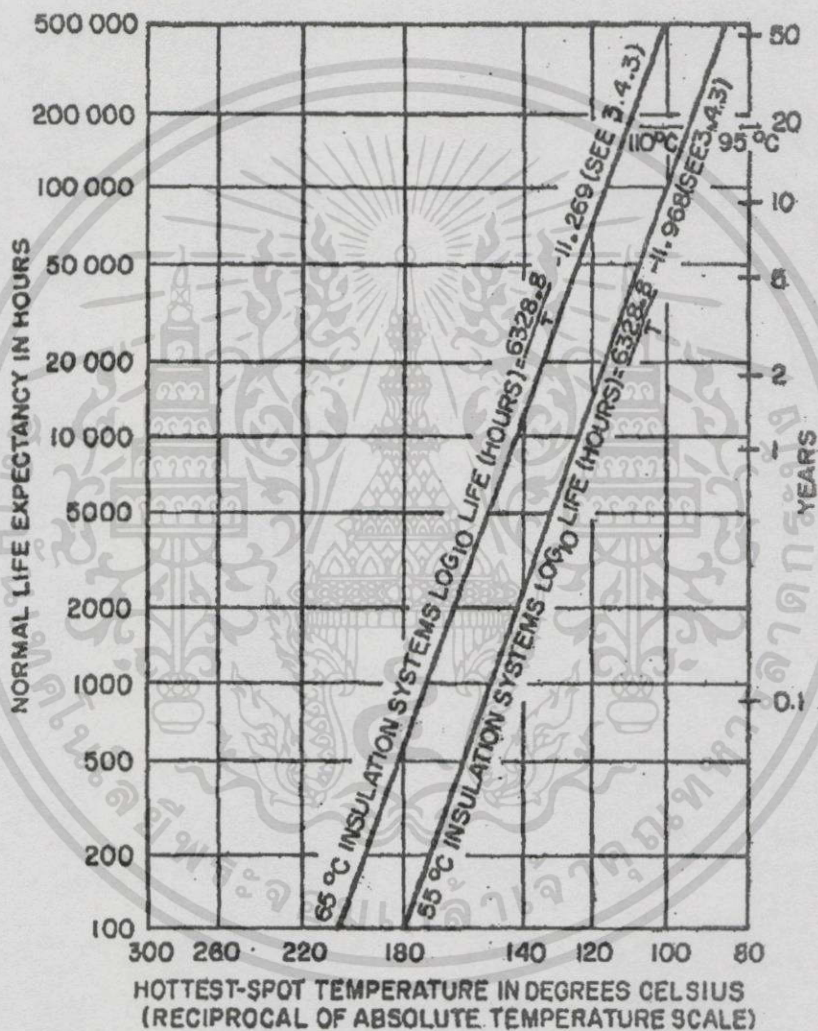 500 000
200 000
100 000
50 000
20 000
10 000
5000
2000
1000
500
200
100
NORMAL LIFE EXPECTANCY IN HOURS
65 °C INSULATION SYSTEMS LOG10 LIFE (HOURS) = 6328.8/T -11.269 (SEE 3.4.3)
55 °C INSULATION SYSTEMS LOG10 LIFE (HOURS) = 6328.8/T -11.968 (SEE 3.4.3)
110°C
95°C
50
20
10
5
2
1
0.1
YEARS
300 260 220 180 140 120 100 80
HOTTEST-SPOT TEMPERATURE IN DEGREES CELSIUS
(RECIPROCAL OF ABSOLUTE TEMPERATURE SCALE)